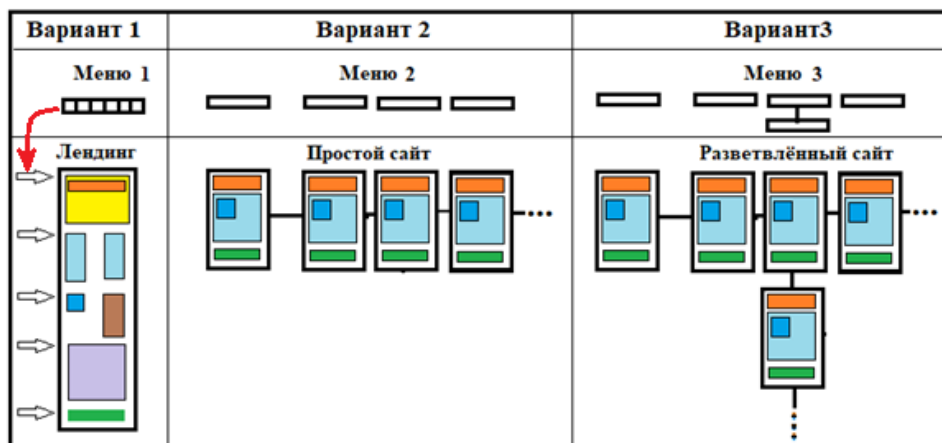 Вариант 1
Вариант 2
Вариант3
Меню 1
Меню 2
Меню 3
Лендинг
Простой сайт
Разветвлённый сайт